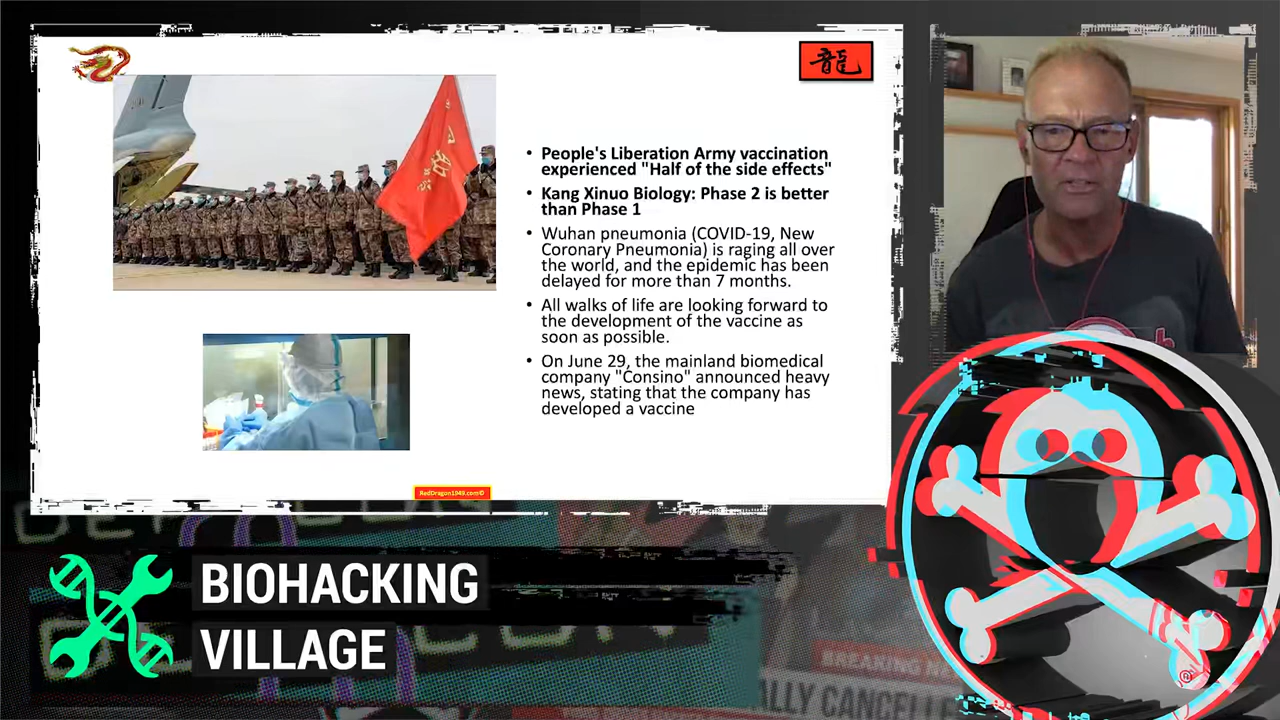 龍
• People's Liberation Army vaccination
experienced "Half of the side effects"
• Kang Xinuo Biology: Phase 2 is better
than Phase 1
• Wuhan pneumonia (COVID-19, New
Coronary Pneumonia) is raging all over
the world, and the epidemic has been
delayed for more than 7 months.
• All walks of life are looking forward to
the development of the vaccine as
soon as possible.
• On June 29, the mainland biomedical
company "Consino" announced heavy
news, stating that the company has
developed a vaccine
RedDragon1949.com©
BIOHACKING
VILLAGE
BREAKING NE
ALLY CANCELLE
®